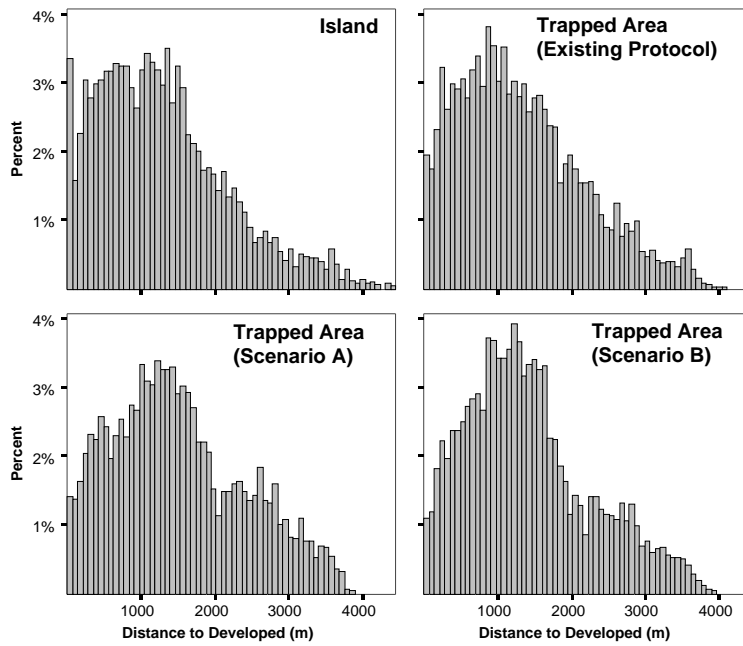 4%
3%
2%
1%
Percent
Island
Trapped Area
(Existing Protocol)
4%
3%
2%
1%
Percent
Trapped Area
(Scenario A)
1000
2000
3000
4000
Distance to Developed (m)
Trapped Area
(Scenario B)
1000
2000
3000
4000
Distance to Developed (m)